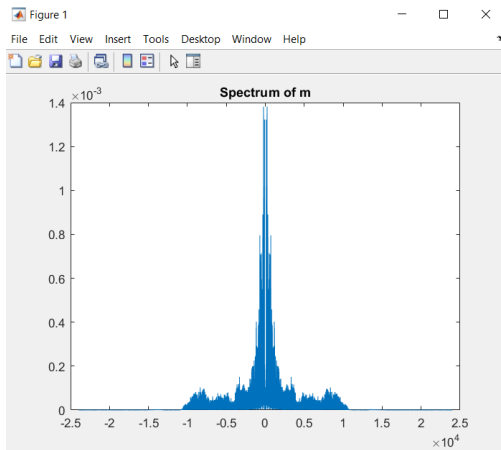 Figure 1
File Edit View Insert Tools Desktop Window Help
×10⁻³
Spectrum of m
1.4
1.2
1
0.8
0.6
0.4
0.2
0
-2.5 -2 -1.5 -1 -0.5 0 0.5 1 1.5 2 2.5
×10⁴